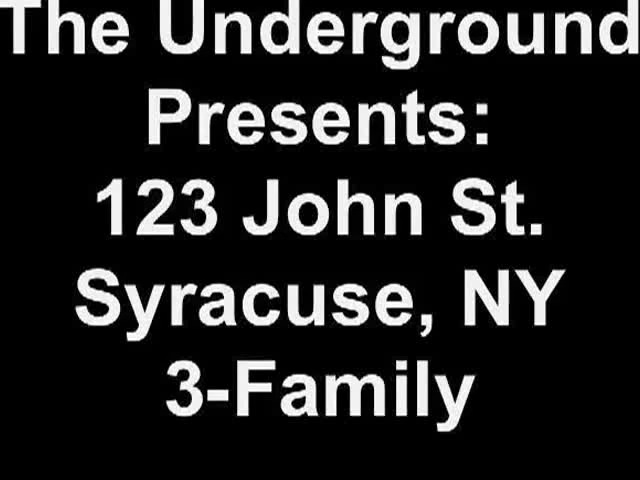 The Underground
Presents:
123 John St.
Syracuse, NY
3-Family